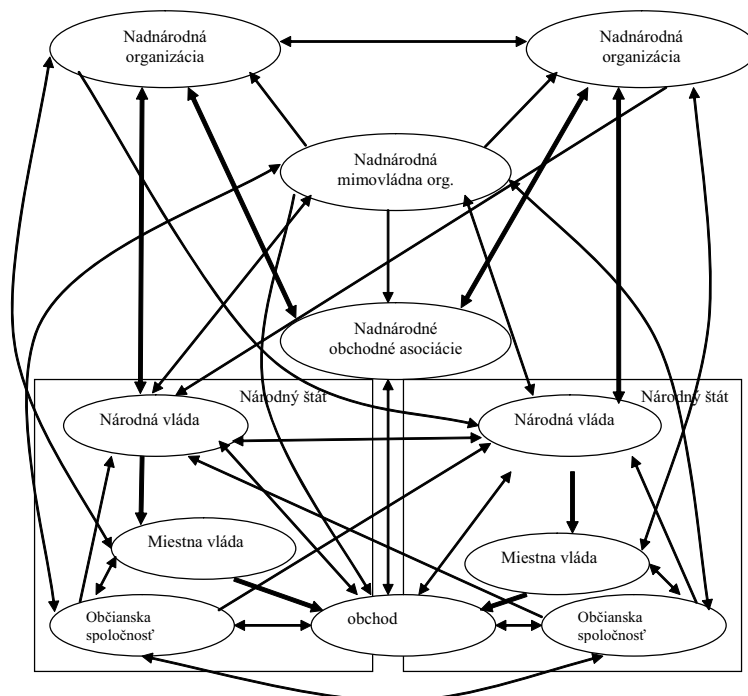 Nadnárodná
organizácia
Nadnárodná
organizácia
Nadnárodná
mimovládna org.
Nadnárodné
obchodné asociácie
Národný štát
Národný štát
Národná vláda
Národná vláda
Miestna vláda
Miestna vláda
Občianska
spoločnosť
obchod
Občianska
spoločnosť